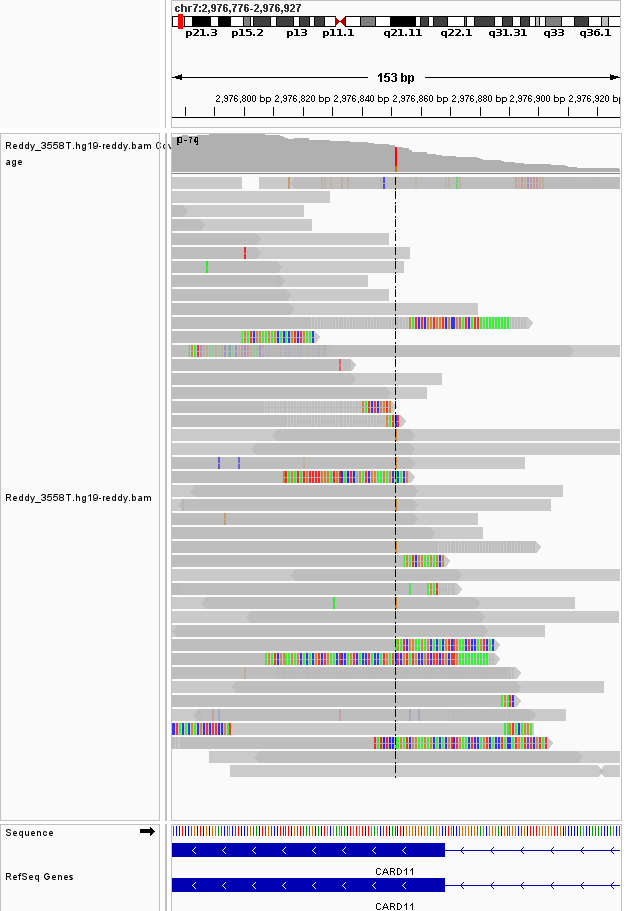 chr7:2,976,776-2,976,927
p21.3 p15.2 p13 p11.1 q21.11 q22.1 q31.31 q33 q36.1
153 bp
2,976,800 bp 2,976,820 bp 2,976,840 bp 2,976,860 bp 2,976,880 bp 2,976,900 bp 2,976,920 bp
Reddy_3558T.hg19-reddy.bam Cov
age
Reddy_3558T.hg19-reddy.bam
Sequence
CARD11
RefSeq Genes
CARD11